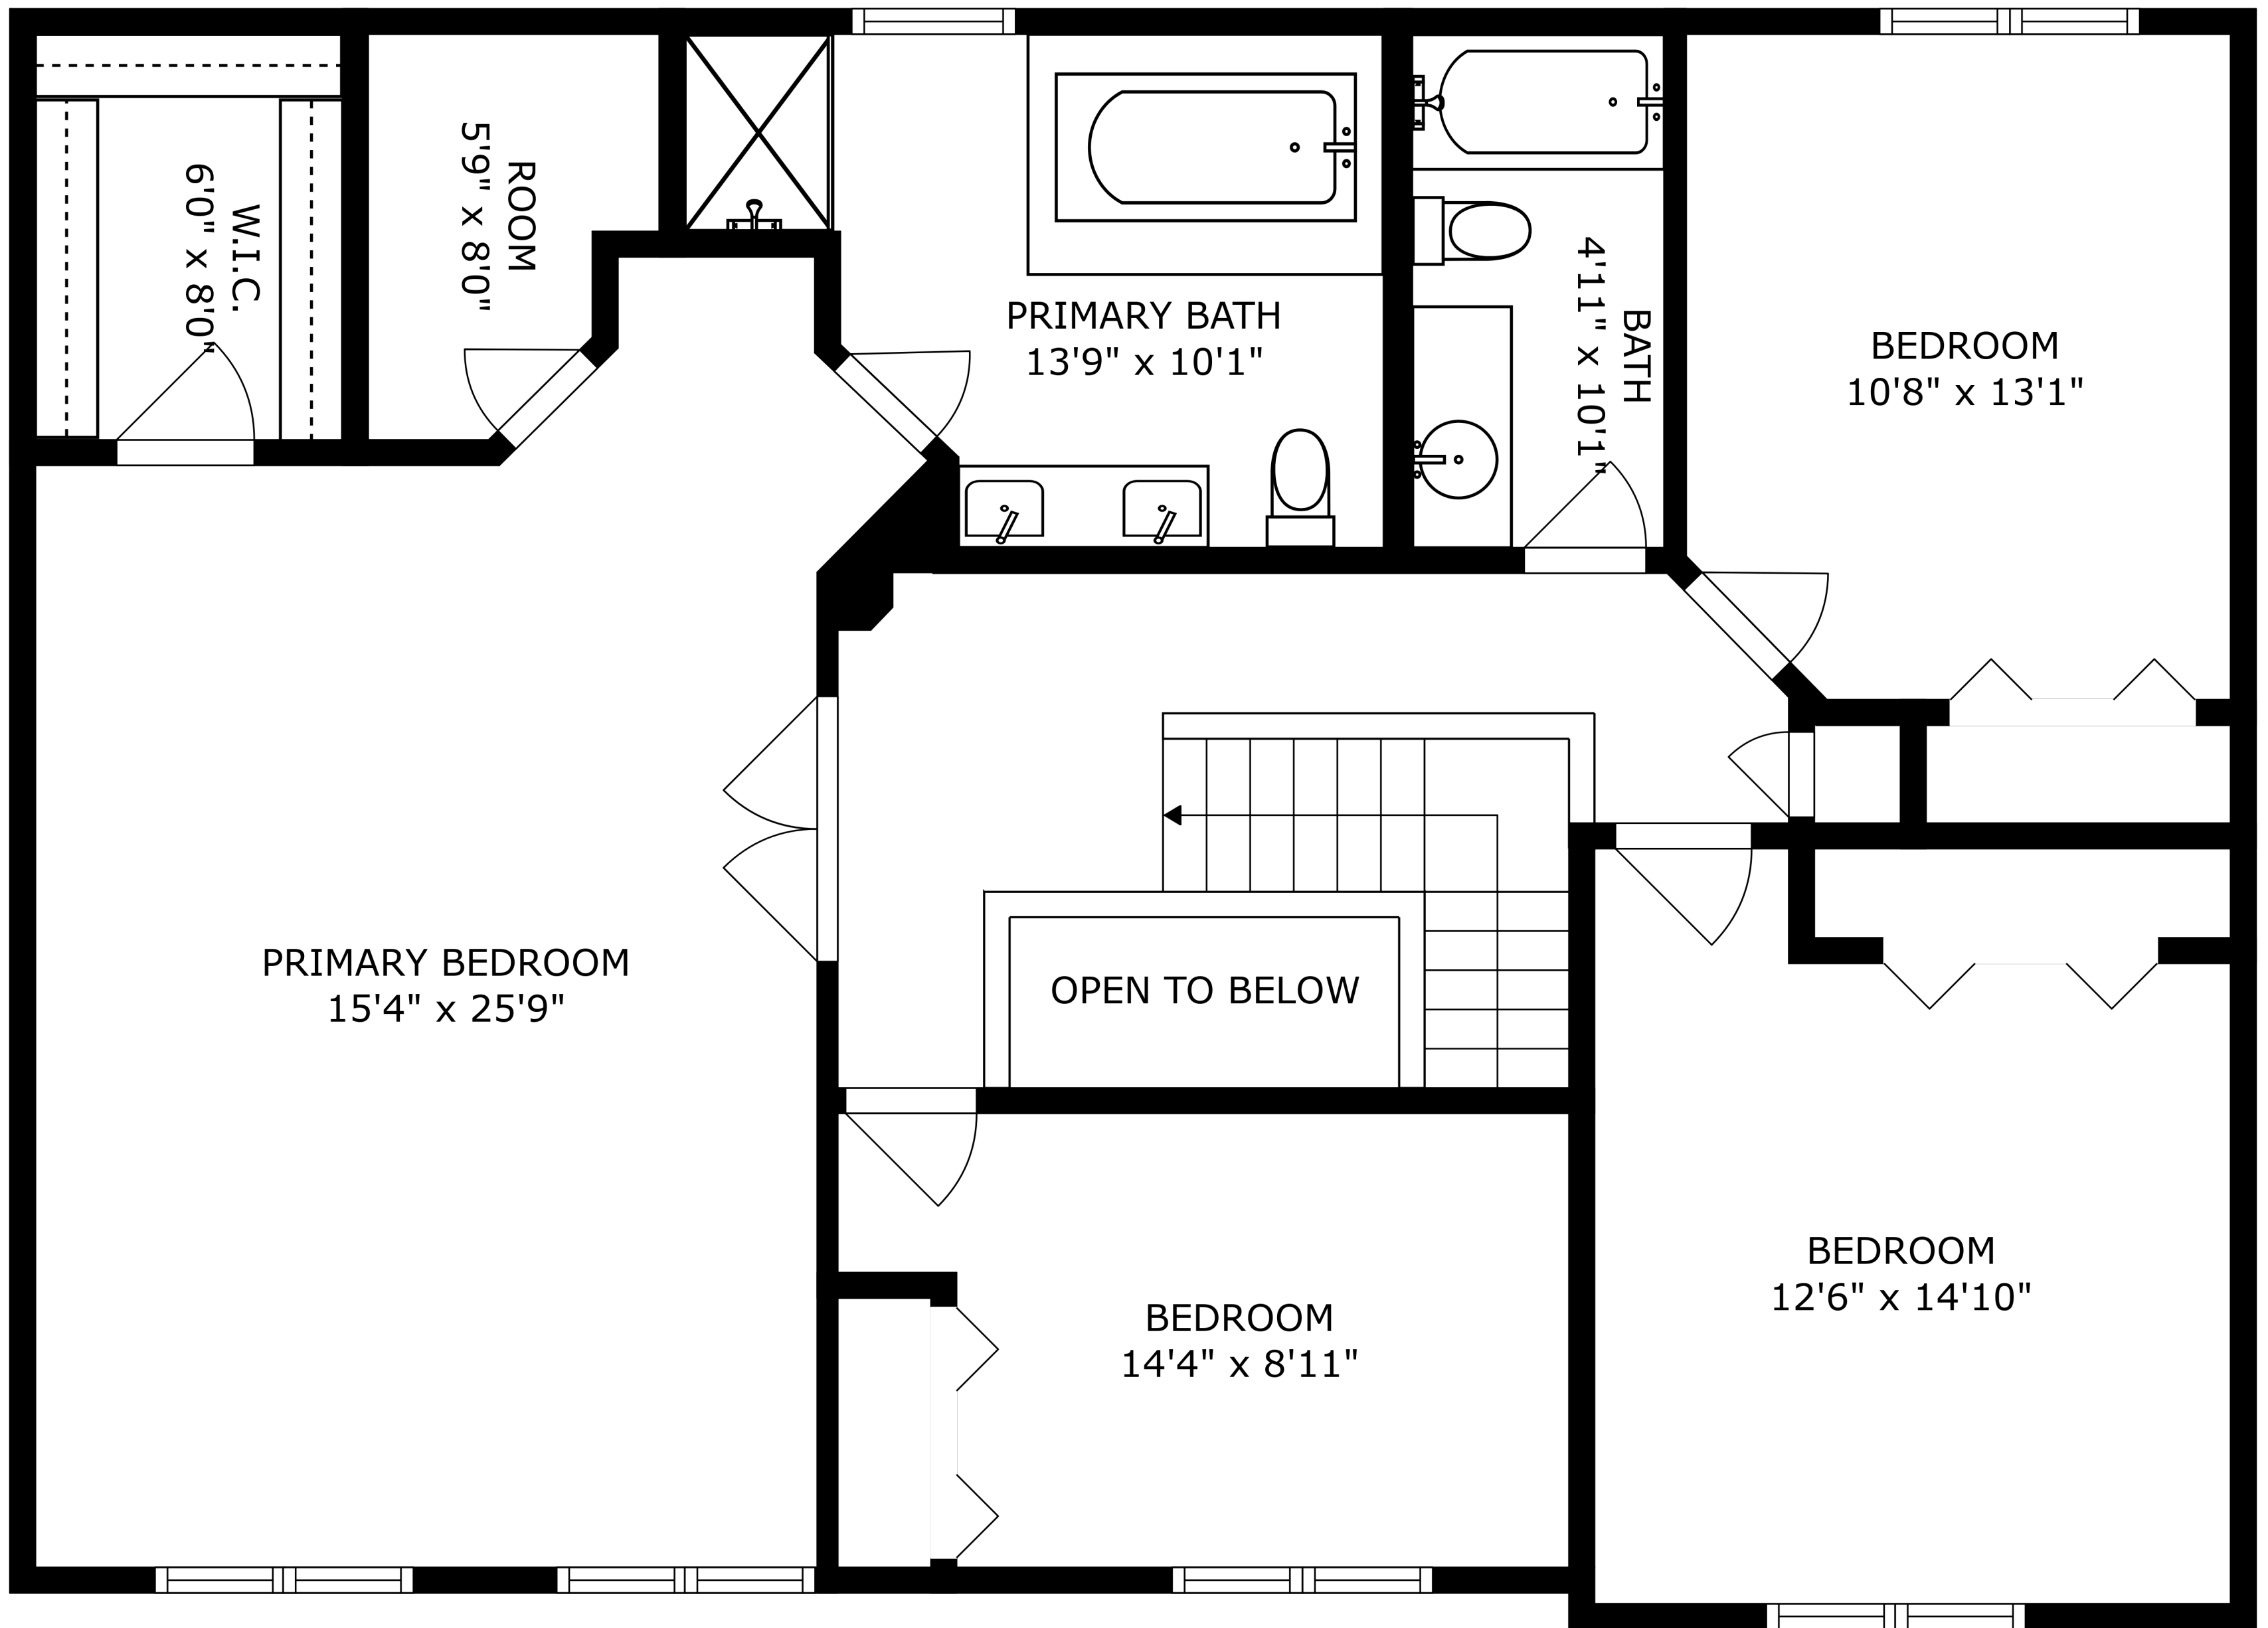 W.I.C.
6'0" x 8'0"
ROOM
5'9" x 8'0"
PRIMARY BATH
13'9" x 10'1"
BATH
4'11" x 10'1"
BEDROOM
10'8" x 13'1"
PRIMARY BEDROOM
15'4" x 25'9"
OPEN TO BELOW
BEDROOM
14'4" x 8'11"
BEDROOM
12'6" x 14'10"